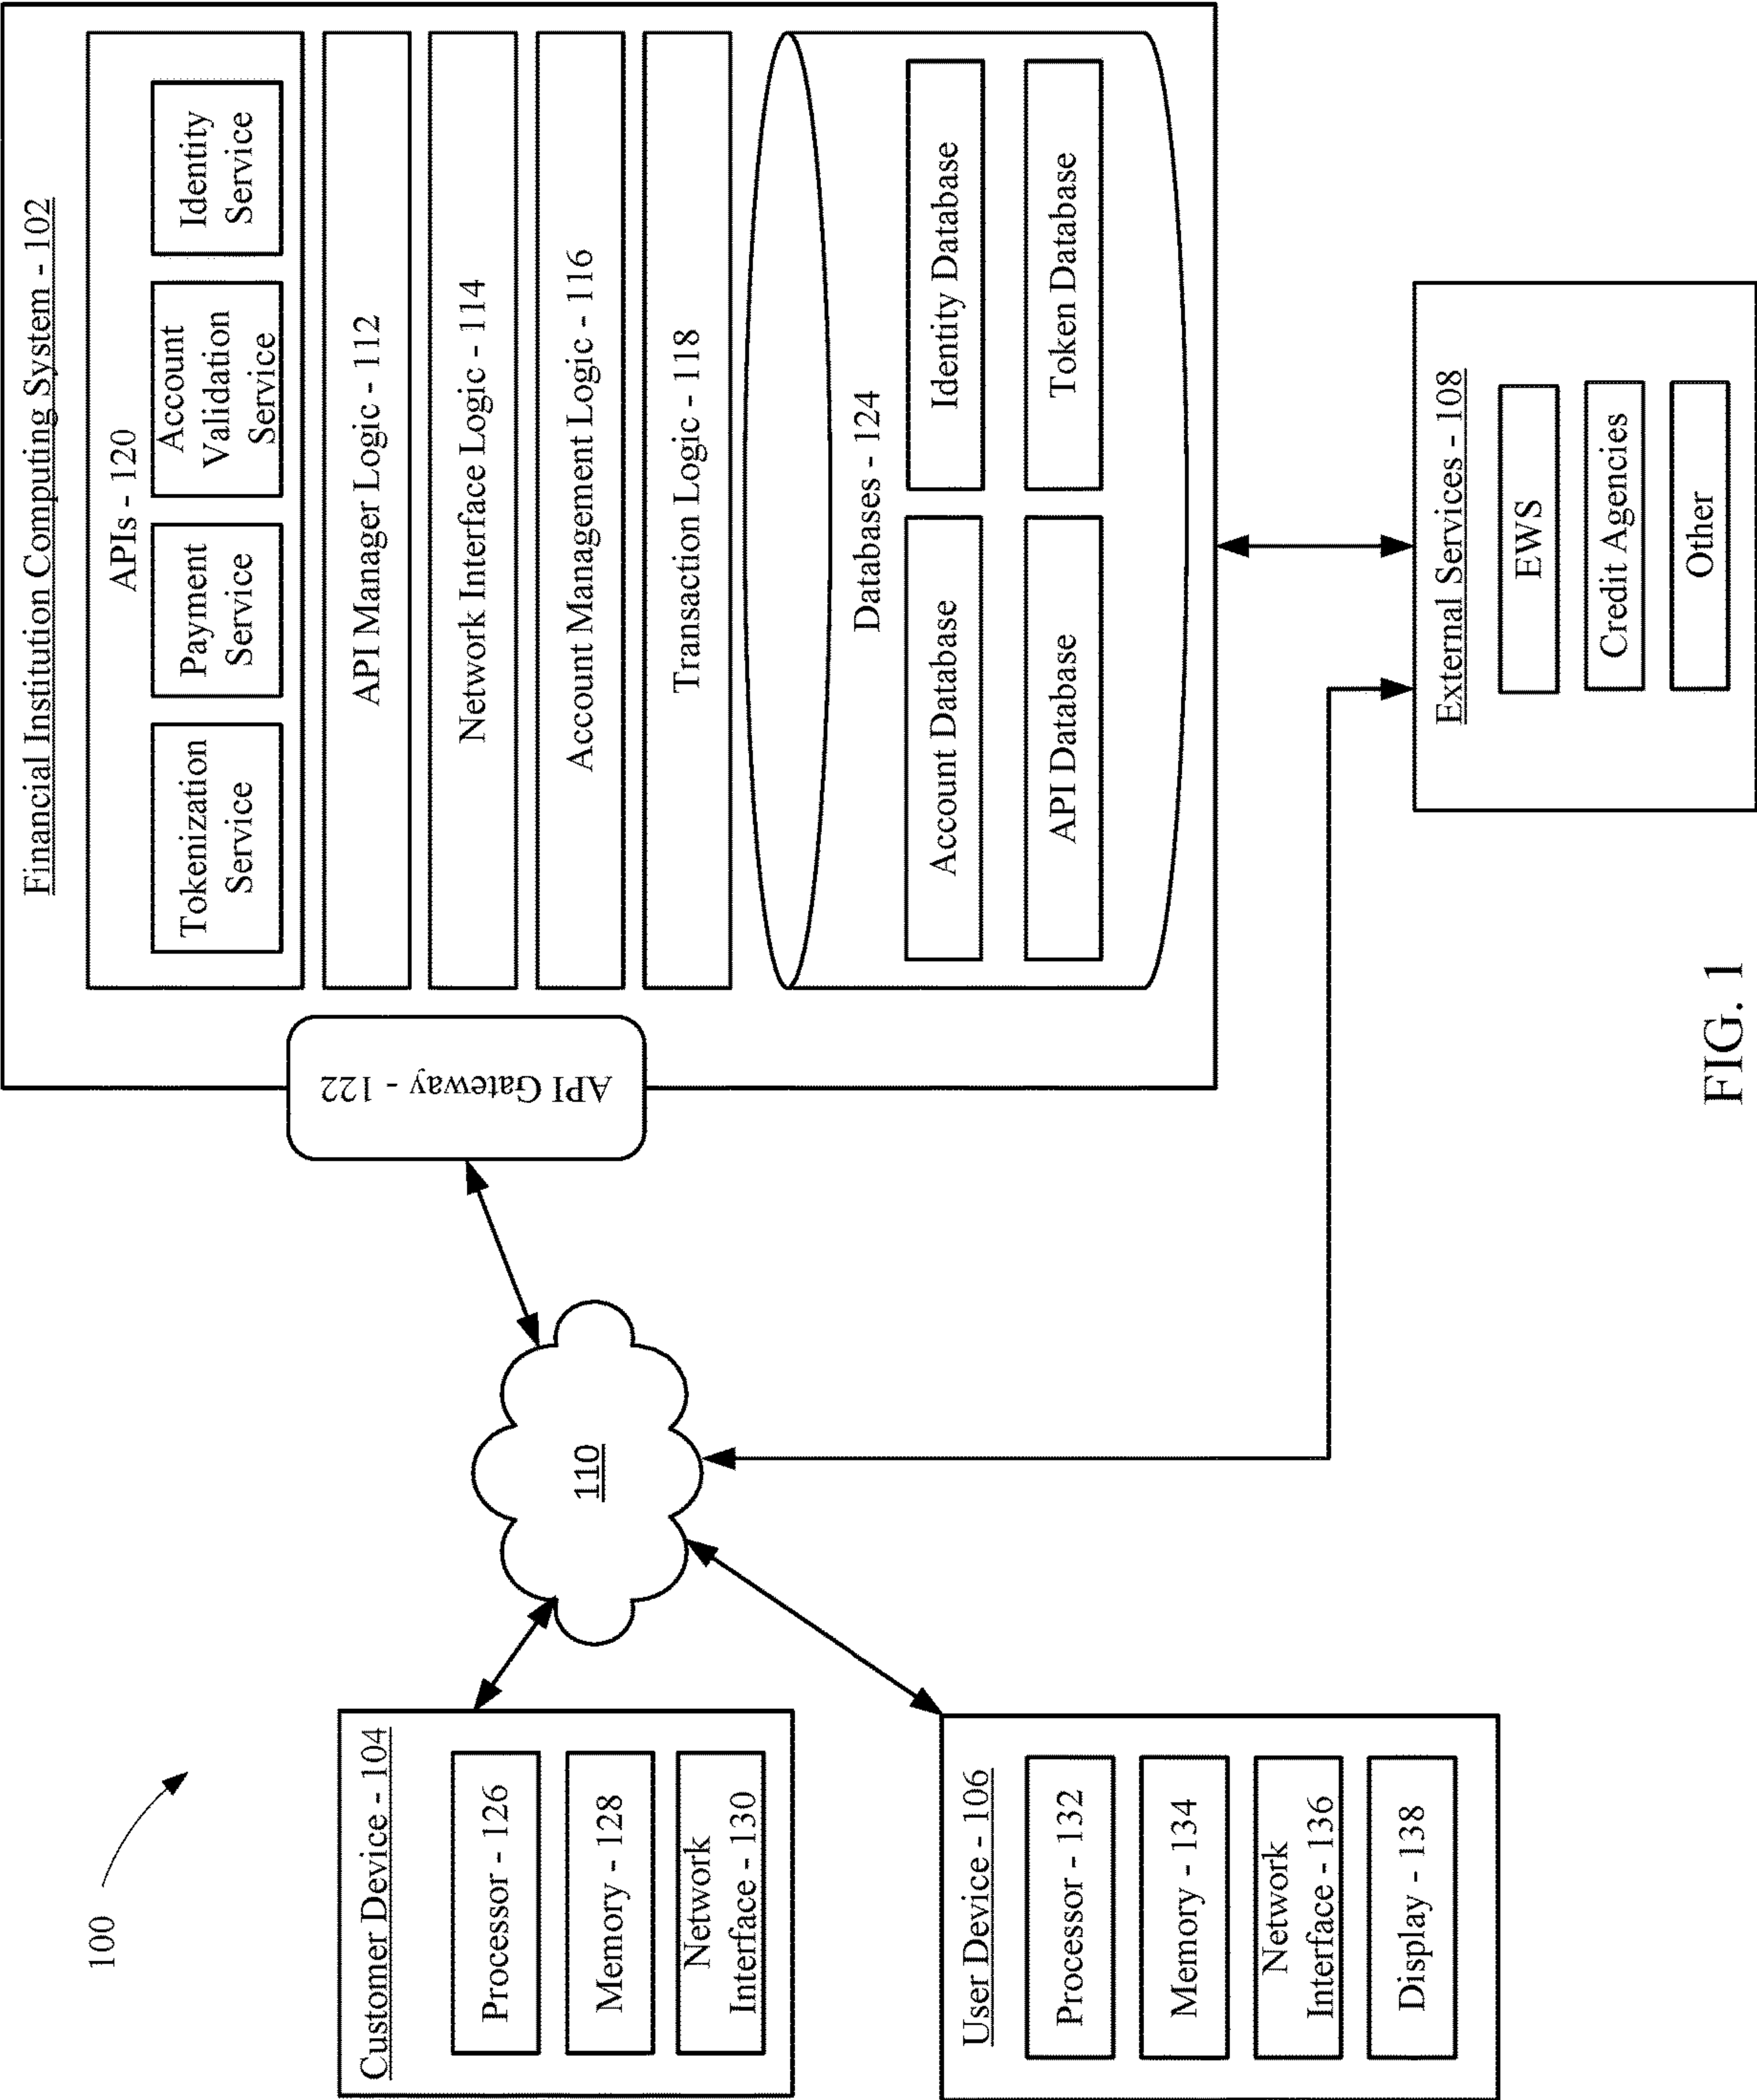 100
Customer Device - 104
Processor - 126
Memory - 128
Network
Interface - 130
User Device - 106
Processor - 132
Memory - 134
Network
Interface - 136
Display - 138
110
API Gateway - 122
Financial Institution Computing System - 102
APIs - 120
Tokenization
Service
Payment
Service
Account
Validation
Service
Identity
Service
API Manager Logic - 112
Network Interface Logic - 114
Account Management Logic - 116
Transaction Logic - 118
Databases - 124
Account Database
Identity Database
API Database
Token Database
External Services - 108
EWS
Credit Agencies
Other
FIG. 1